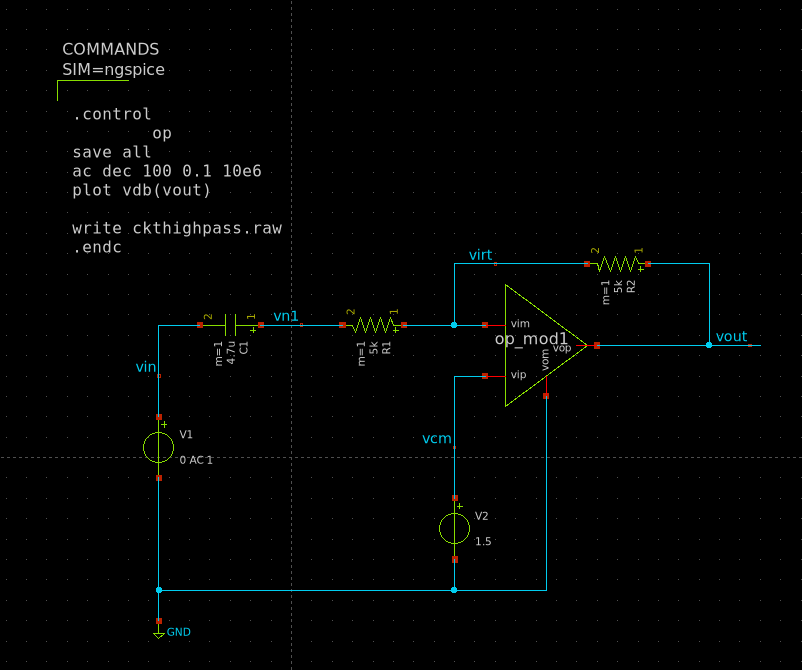 COMMANDS
SIM=ngspice
.control
op
save all
ac dec 100 0.1 10e6
plot vdb(vout)
write ckthighpass.raw
.endc
virt
2
1
+
m=1
5k
R2
vin
2
1
+
m=1
4.7u
C1
vn1
2
1
+
m=1
5k
R1
vim
op_mod1
vop
vom
vip
vout
+
V1
0 AC 1
vcm
+
V2
1.5
GND